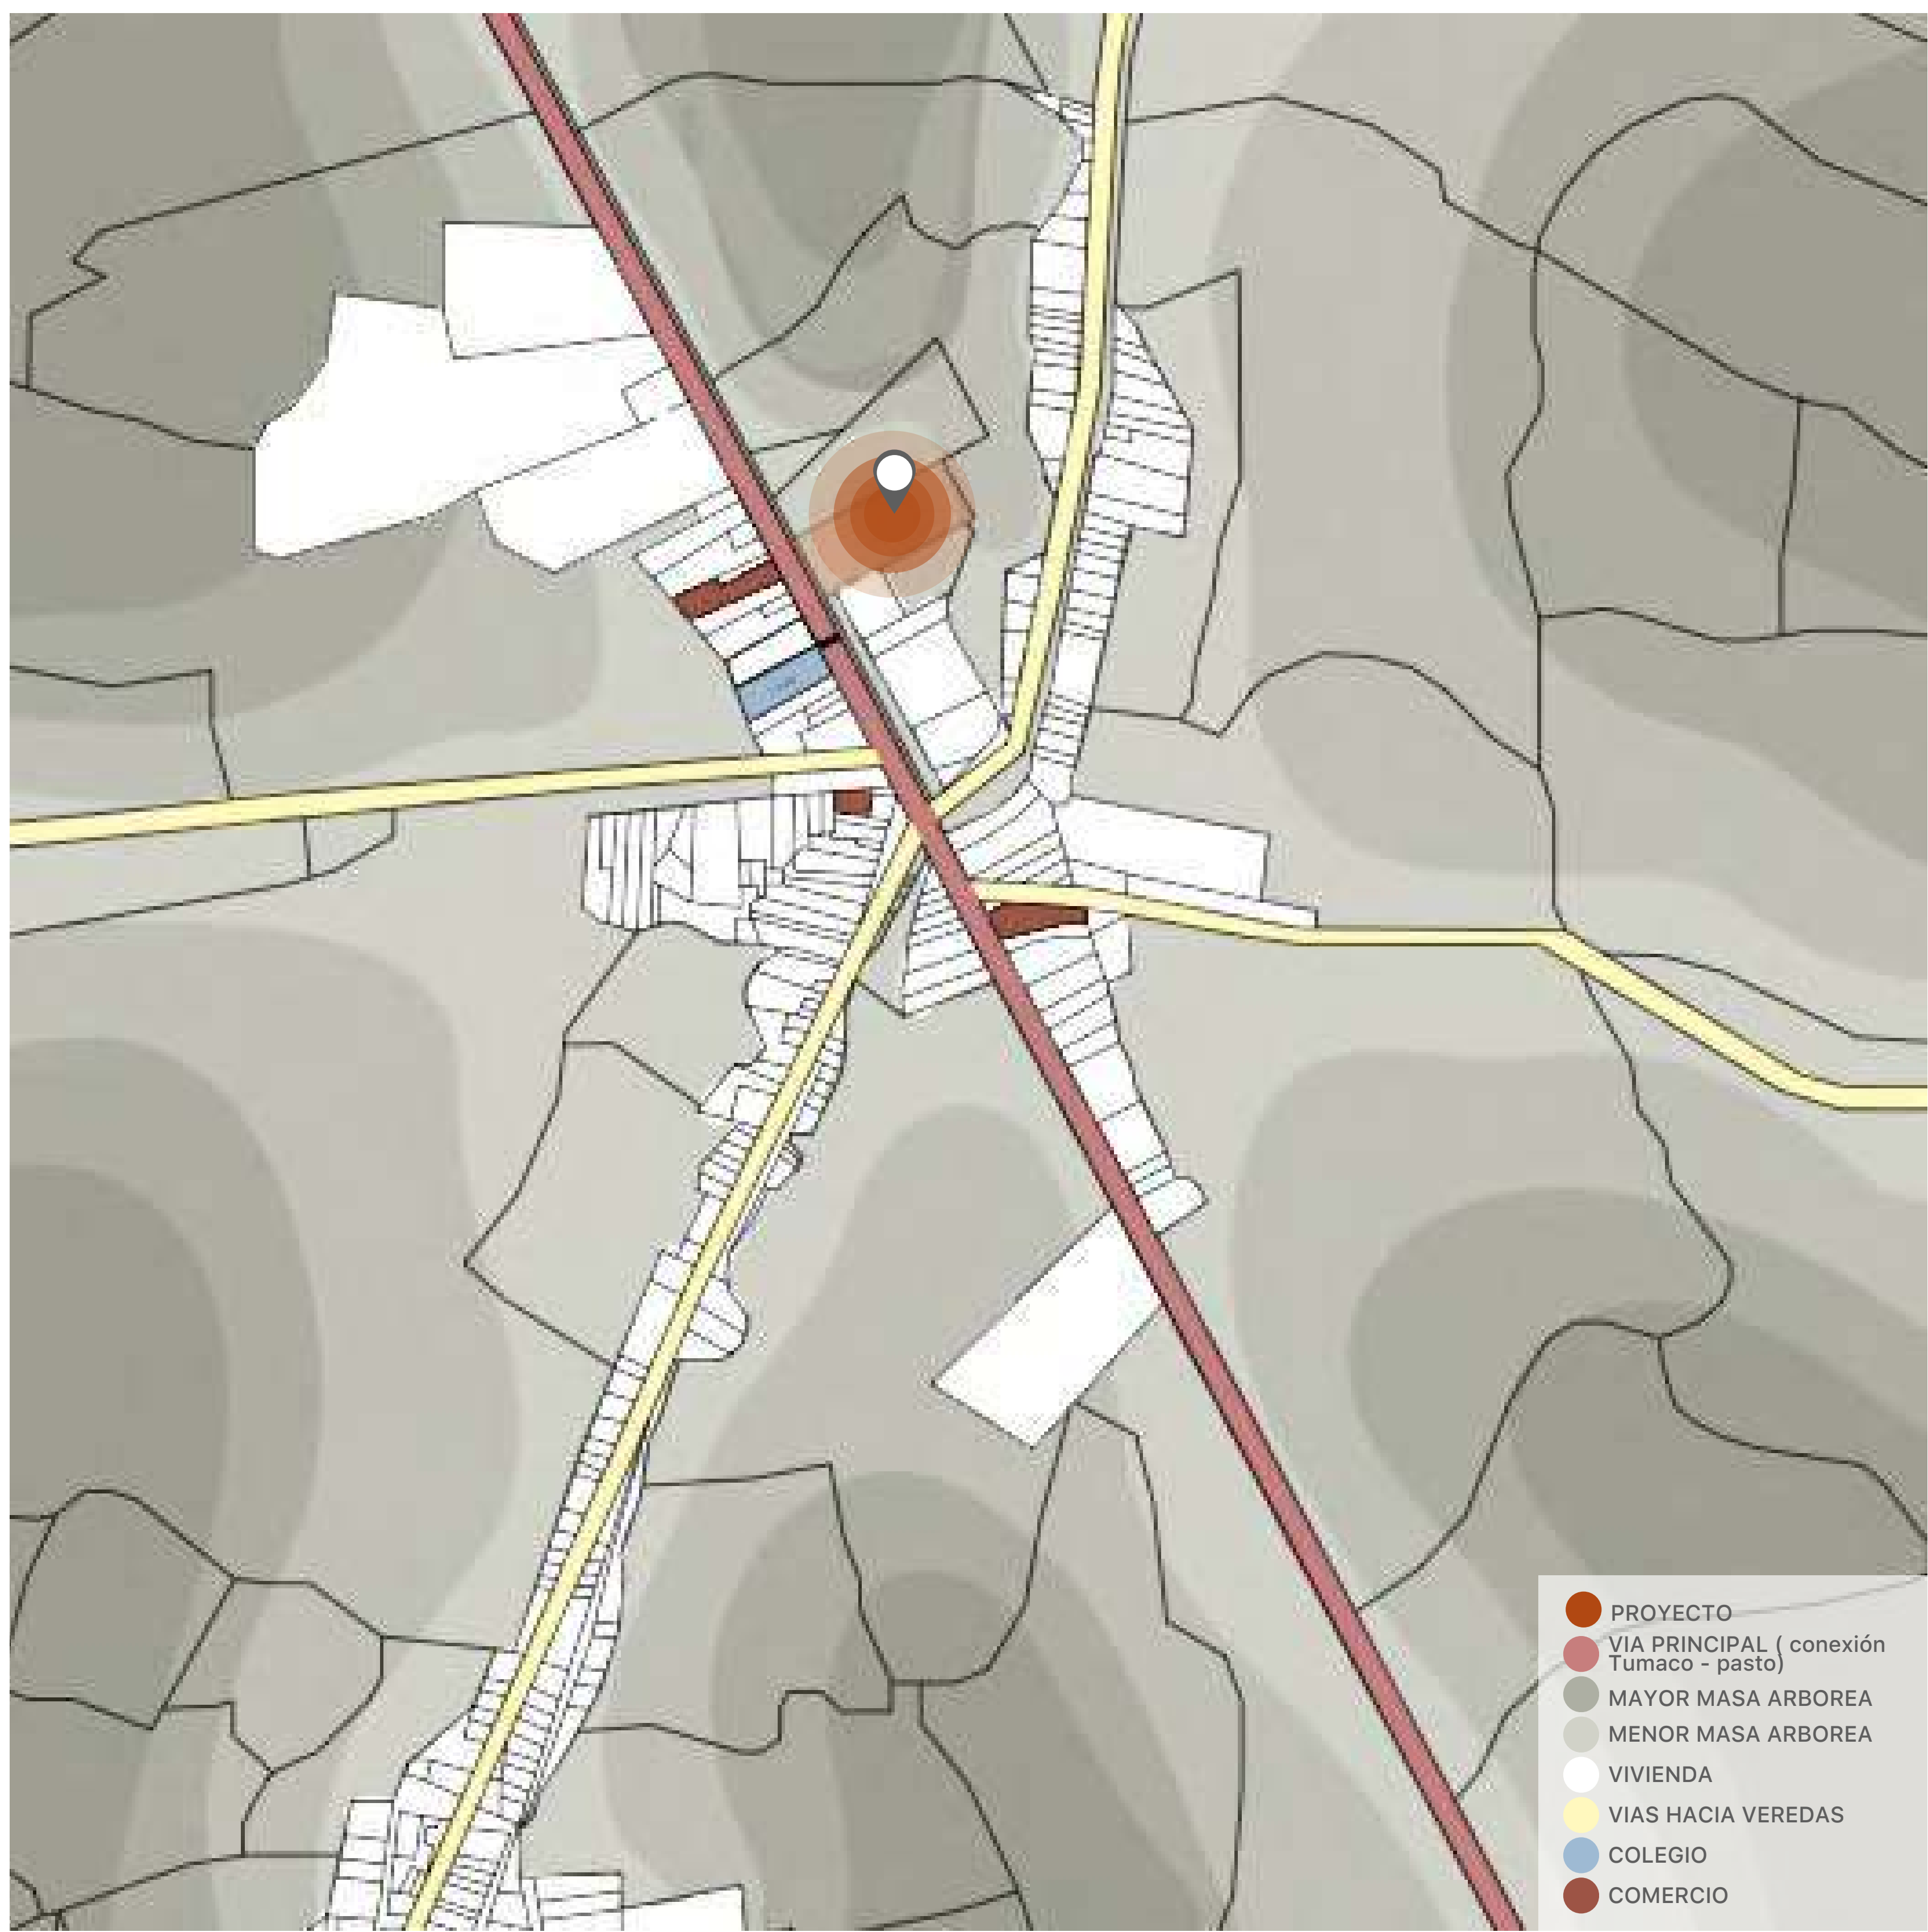 PROYECTO
VIA PRINCIPAL ( conexión
Tumaco - pasto)
MAYOR MASA ARBOREA
MENOR MASA ARBOREA
VIVIENDA
VIAS HACIA VEREDAS
COLEGIO
COMERCIO